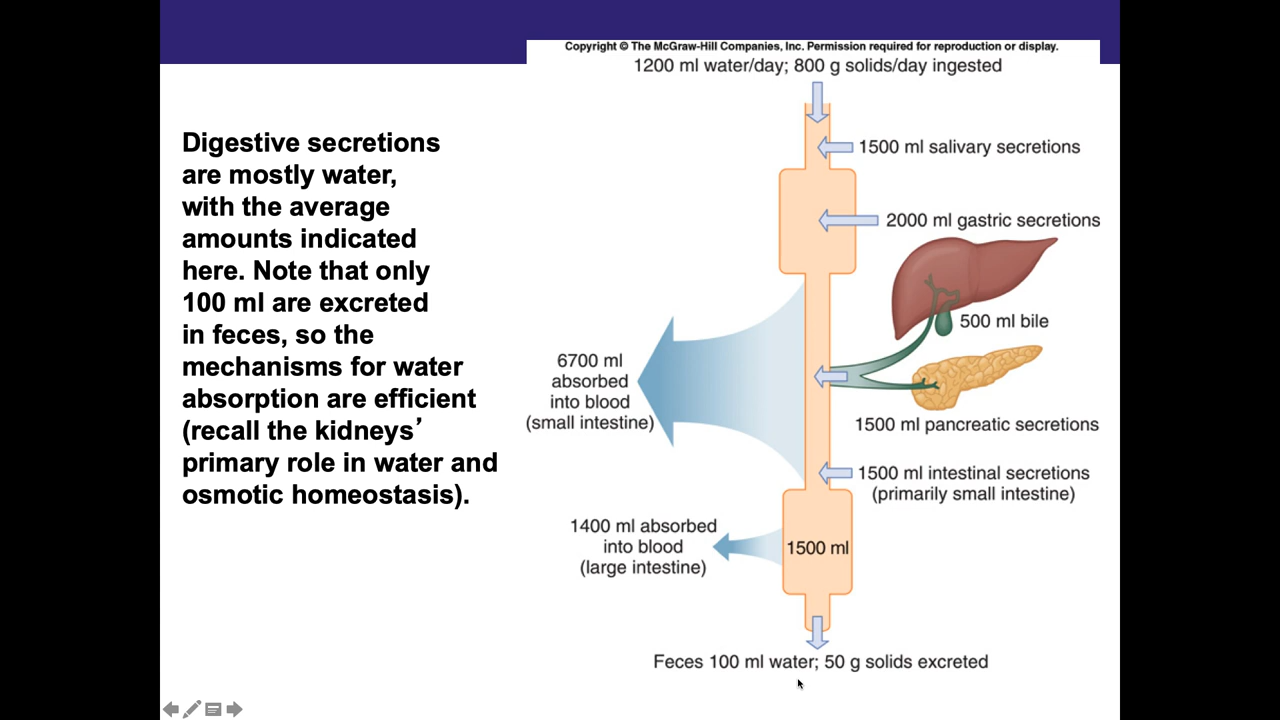 Copyright © The McGraw-Hill Companies, Inc. Permission required for reproduction or display.
1200 ml water/day; 800 g solids/day ingested
Digestive secretions
are mostly water,
with the average
amounts indicated
here. Note that only
100 ml are excreted
in feces, so the
mechanisms for water
absorption are efficient
(recall the kidneys’
primary role in water and
osmotic homeostasis).
1500 ml salivary secretions
2000 ml gastric secretions
500 ml bile
6700 ml
absorbed
into blood
(small intestine)
1500 ml pancreatic secretions
1500 ml intestinal secretions
(primarily small intestine)
1400 ml absorbed
into blood
(large intestine)
1500 ml
Feces 100 ml water; 50 g solids excreted